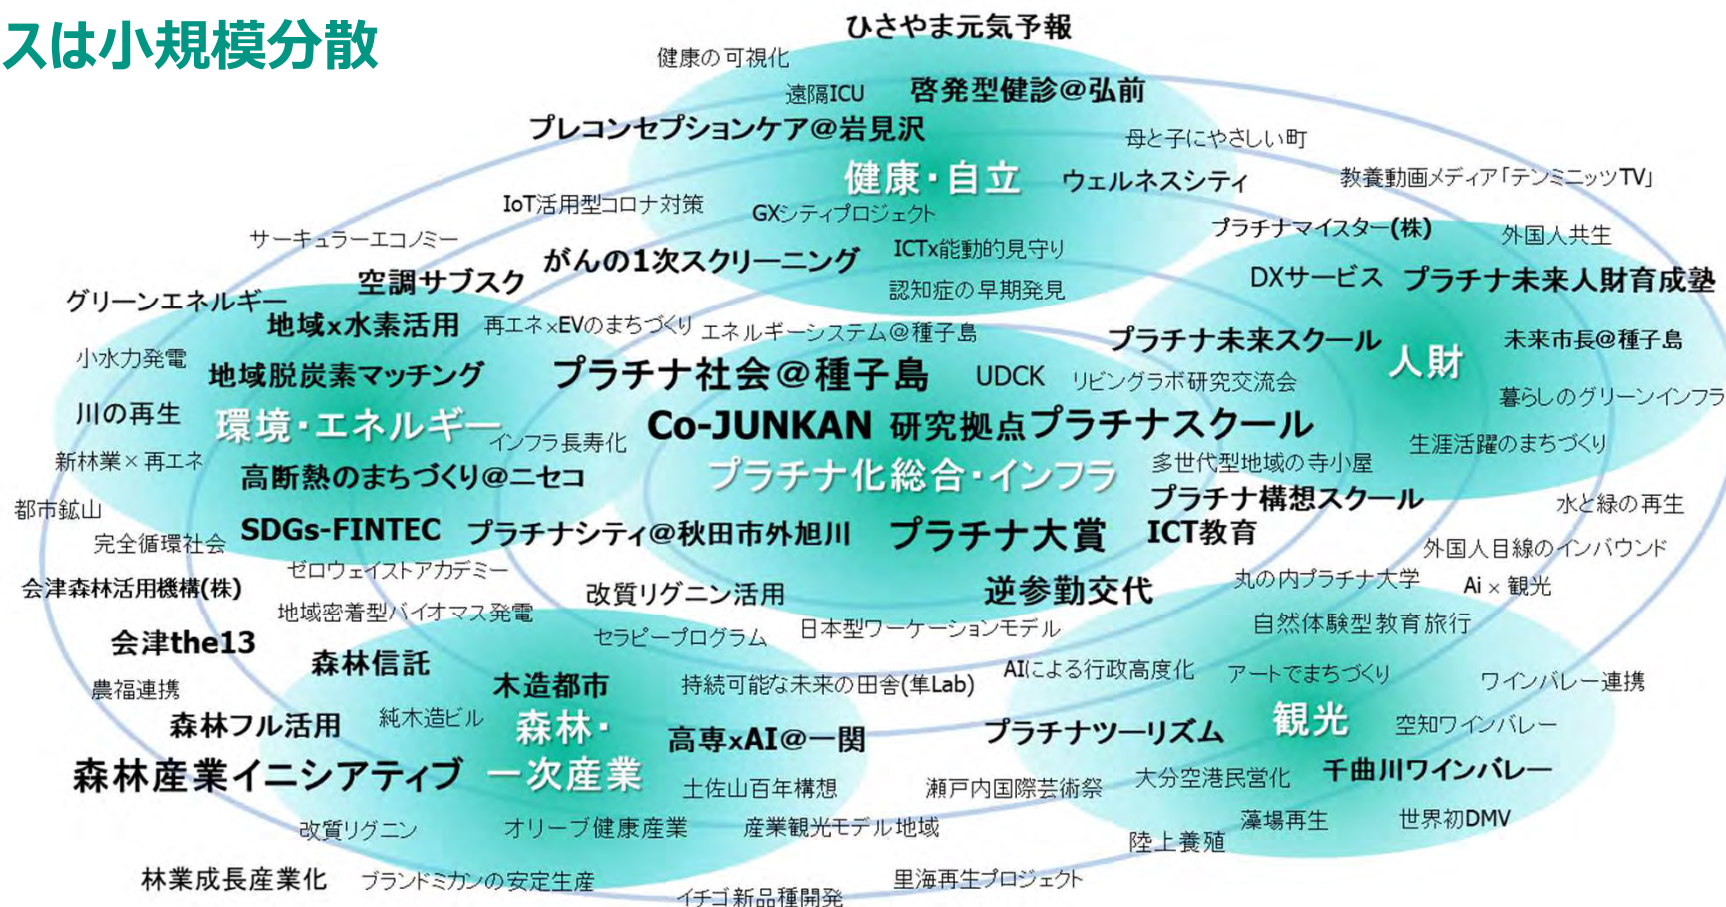 スは小規模分散
ひさやま元気予報
健康の可視化
遠隔ICU
啓発型健診@弘前
プレコンセプションケア@岩見沢
母と子にやさしい町
健康・自立
ウェルネスシティ
教養動画メディア「テンミニッツTV」
IoT活用型コロナ対策
GXシティプロジェクト
プラチナマイスター(株)
外国人共生
サーキュラーエコノミー
がんの1次スクリーニング
ICTx能動的見守り
空調サブスク
認知症の早期発見
DXサービス
プラチナ未来人財育成塾
グリーンエネルギー
地域x水素活用
再エネ×EVのまちづくり
エネルギーシステム@種子島
プラチナ未来スクール
未来市長@種子島
小水力発電
地域脱炭素マッチング
プラチナ社会@種子島
UDCK
リビングラボ研究交流会
人財
暮らしのグリーンインフラ
川の再生
環境・エネルギー
インフラ長寿化
Co-JUNKAN 研究拠点
プラチナスクール
生涯活躍のまちづくり
新林業×再エネ
高断熱のまちづくり@ニセコ
プラチナ化総合・インフラ
多世代型地域の寺小屋
プラチナ構想スクール
水と緑の再生
都市鉱山
完全循環社会
SDGs-FINTEC
プラチナシティ@秋田市外旭川
プラチナ大賞
ICT教育
外国人目線のインバウンド
ゼロウェイストアカデミー
会津森林活用機構(株)
改質リグニン活用
逆参勤交代
丸の内プラチナ大学
Ai × 観光
地域密着型バイオマス発電
セラピープログラム
日本型ワーケーションモデル
自然体験型教育旅行
会津the13
森林信託
木造都市
持続可能な未来の田舎(隼Lab)
AIによる行政高度化
アートでまちづくり
ワインバレー連携
農福連携
森林フル活用
純木造ビル
森林・
一次産業
高専xAI@一関
プラチナツーリズム
観光
空知ワインバレー
森林産業イニシアティブ
土佐山百年構想
瀬戸内国際芸術祭
大分空港民営化
千曲川ワインバレー
改質リグニン
オリーブ健康産業
産業観光モデル地域
藻場再生
世界初DMV
陸上養殖
林業成長産業化
ブランドミカンの安定生産
イチゴ新品種開発
里海再生プロジェクト